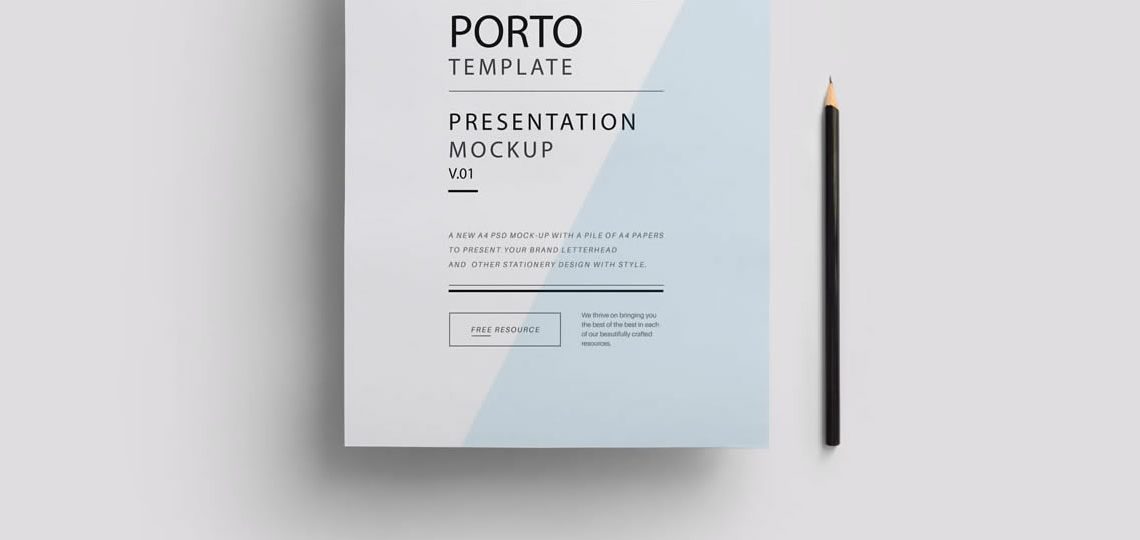 PORTO
TEMPLATE
PRESENTATION
MOCKUP
V.01
A NEW A4 PSD MOCK-UP WITH A PILE OF A4 PAPERS
TO PRESENT YOUR BRAND LETTERHEAD
AND OTHER STATIONERY DESIGN WITH STYLE.
FREE RESOURCE
We thrive on bringing you
the best of the best in each
of our beautifully crafted
resources.